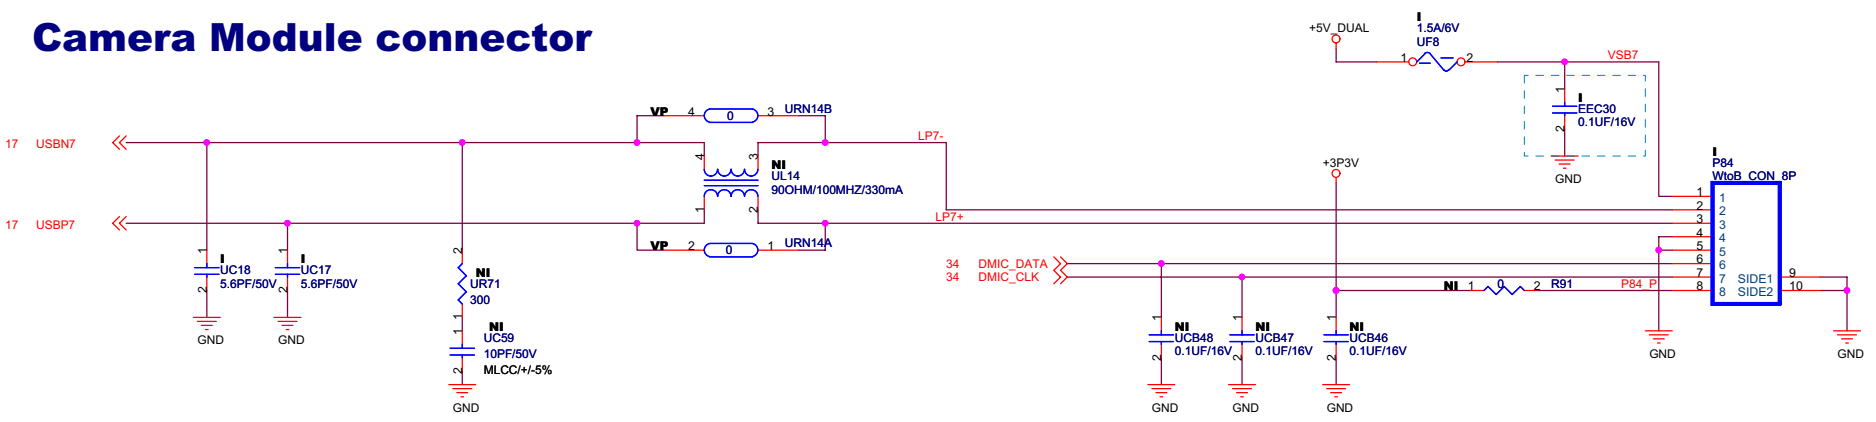 Camera Module connector
+5V_DUAL
I
1.5A/6V
UF8
1
2
VSB7
1
I
EEC30
0.1UF/16V
2
GND
VP 4 0 3 URN14B
17 USBN7
LP7-
4
3
NI
UL14
90OHM/100MHZ/330mA
1
2
17 USBP7
LP7+
VP 2 0 1 URN14A
+3P3V
I
P84
WtoB_CON_8P
1 1
2 2
3 3
4 4
5 5
6 6
7 7 SIDE1 9
8 8 SIDE2 10
34 DMIC_DATA
34 DMIC_CLK
NI 1 0 2 R91 P84_P
1
I
UC18
5.6PF/50V
2
GND
1
I
UC17
5.6PF/50V
2
GND
2
NI
UR71
300
1
1
NI
UC59
10PF/50V
MLCC/+/-5%
2
GND
1
NI
UCB48
0.1UF/16V
2
GND
1
NI
UCB47
0.1UF/16V
2
GND
1
NI
UCB46
0.1UF/16V
2
GND
GND
GND